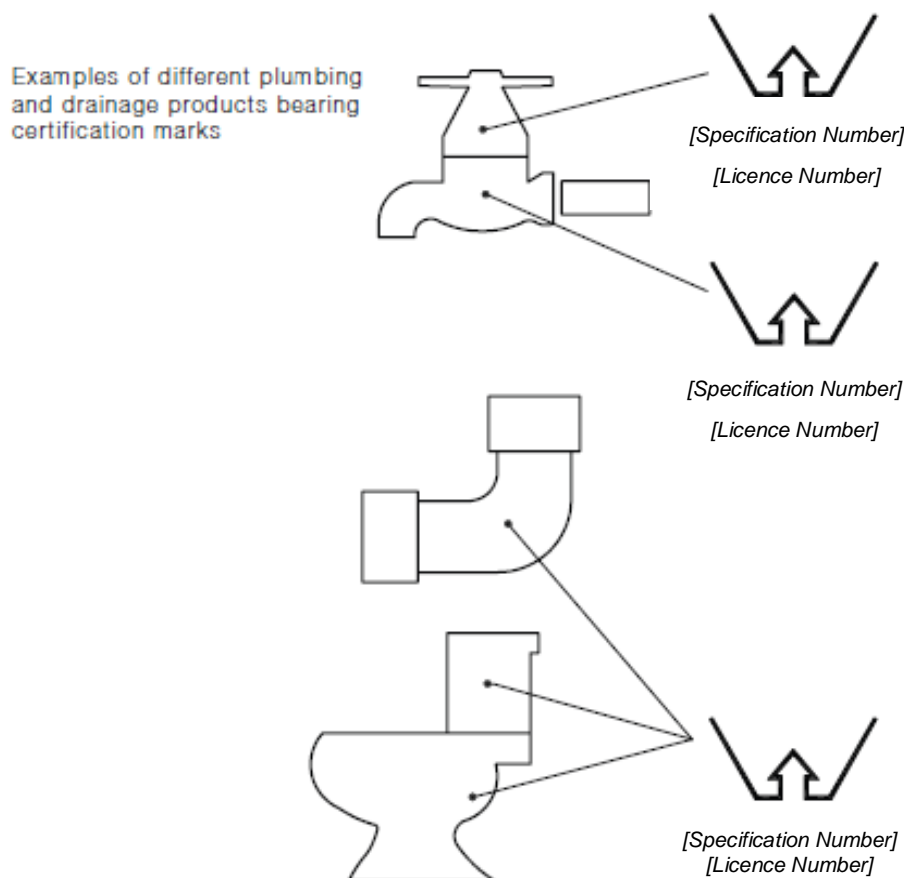 Examples of different plumbing
and drainage products bearing
certification marks
[Specification Number]
[Licence Number]
[Specification Number]
[Licence Number]
[Specification Number]
[Licence Number]